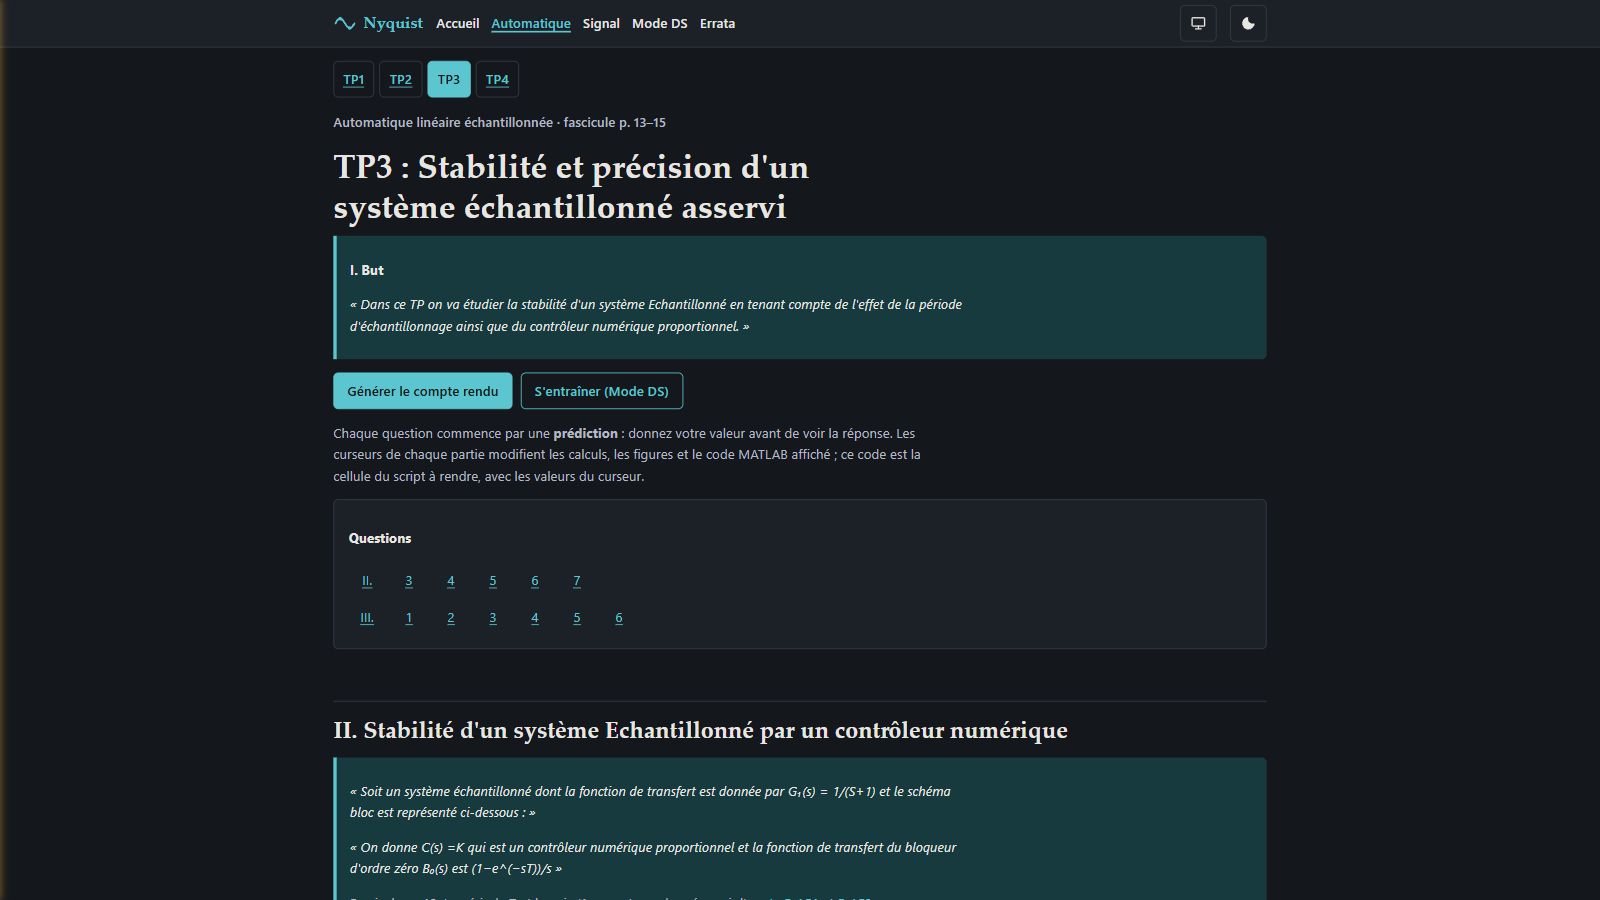 Nyquist Accueil Automatique Signal Mode DS Errata
TP1 TP2 TP3 TP4
Automatique linéaire échantillonnée · fascicule p. 13–15
TP3 : Stabilité et précision d'un
système échantillonné asservi
I. But
« Dans ce TP on va étudier la stabilité d'un système Echantillonné en tenant compte de l'effet de la période
d'échantillonnage ainsi que du contrôleur numérique proportionnel. »
Générer le compte rendu S'entraîner (Mode DS)
Chaque question commence par une prédiction : donnez votre valeur avant de voir la réponse. Les
curseurs de chaque partie modifient les calculs, les figures et le code MATLAB affiché ; ce code est la
cellule du script à rendre, avec les valeurs du curseur.
Questions
II. 3 4 5 6 7
III. 1 2 3 4 5 6
II. Stabilité d'un système Echantillonné par un contrôleur numérique
« Soit un système échantillonné dont la fonction de transfert est donnée par G₁(s) = 1/(S+1) et le schéma
bloc est représenté ci-dessous : »
« On donne C(s) =K qui est un contrôleur numérique proportionnel et la fonction de transfert du bloqueur
d'ordre zéro B₀(s) est (1−e^(−sT))/s »